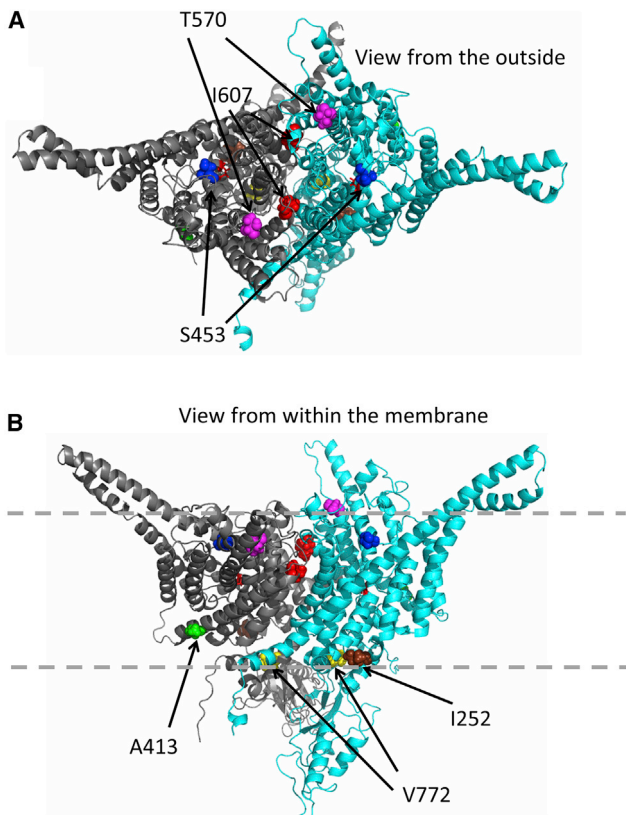 A
T570
View from the outside
I607
S453
B
View from within the membrane
I252
A413
V772